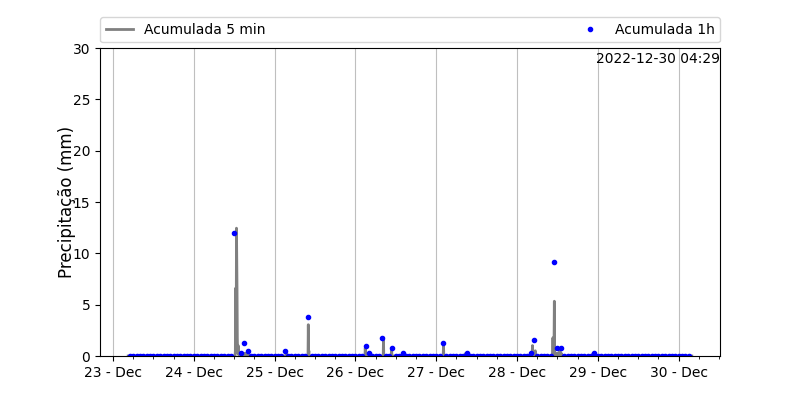 Acumulada 5 min
Acumulada 1h
2022-12-30 04:29
Precipitação (mm)
30
25
20
15
10
5
0
23 - Dec
24 - Dec
25 - Dec
26 - Dec
27 - Dec
28 - Dec
29 - Dec
30 - Dec